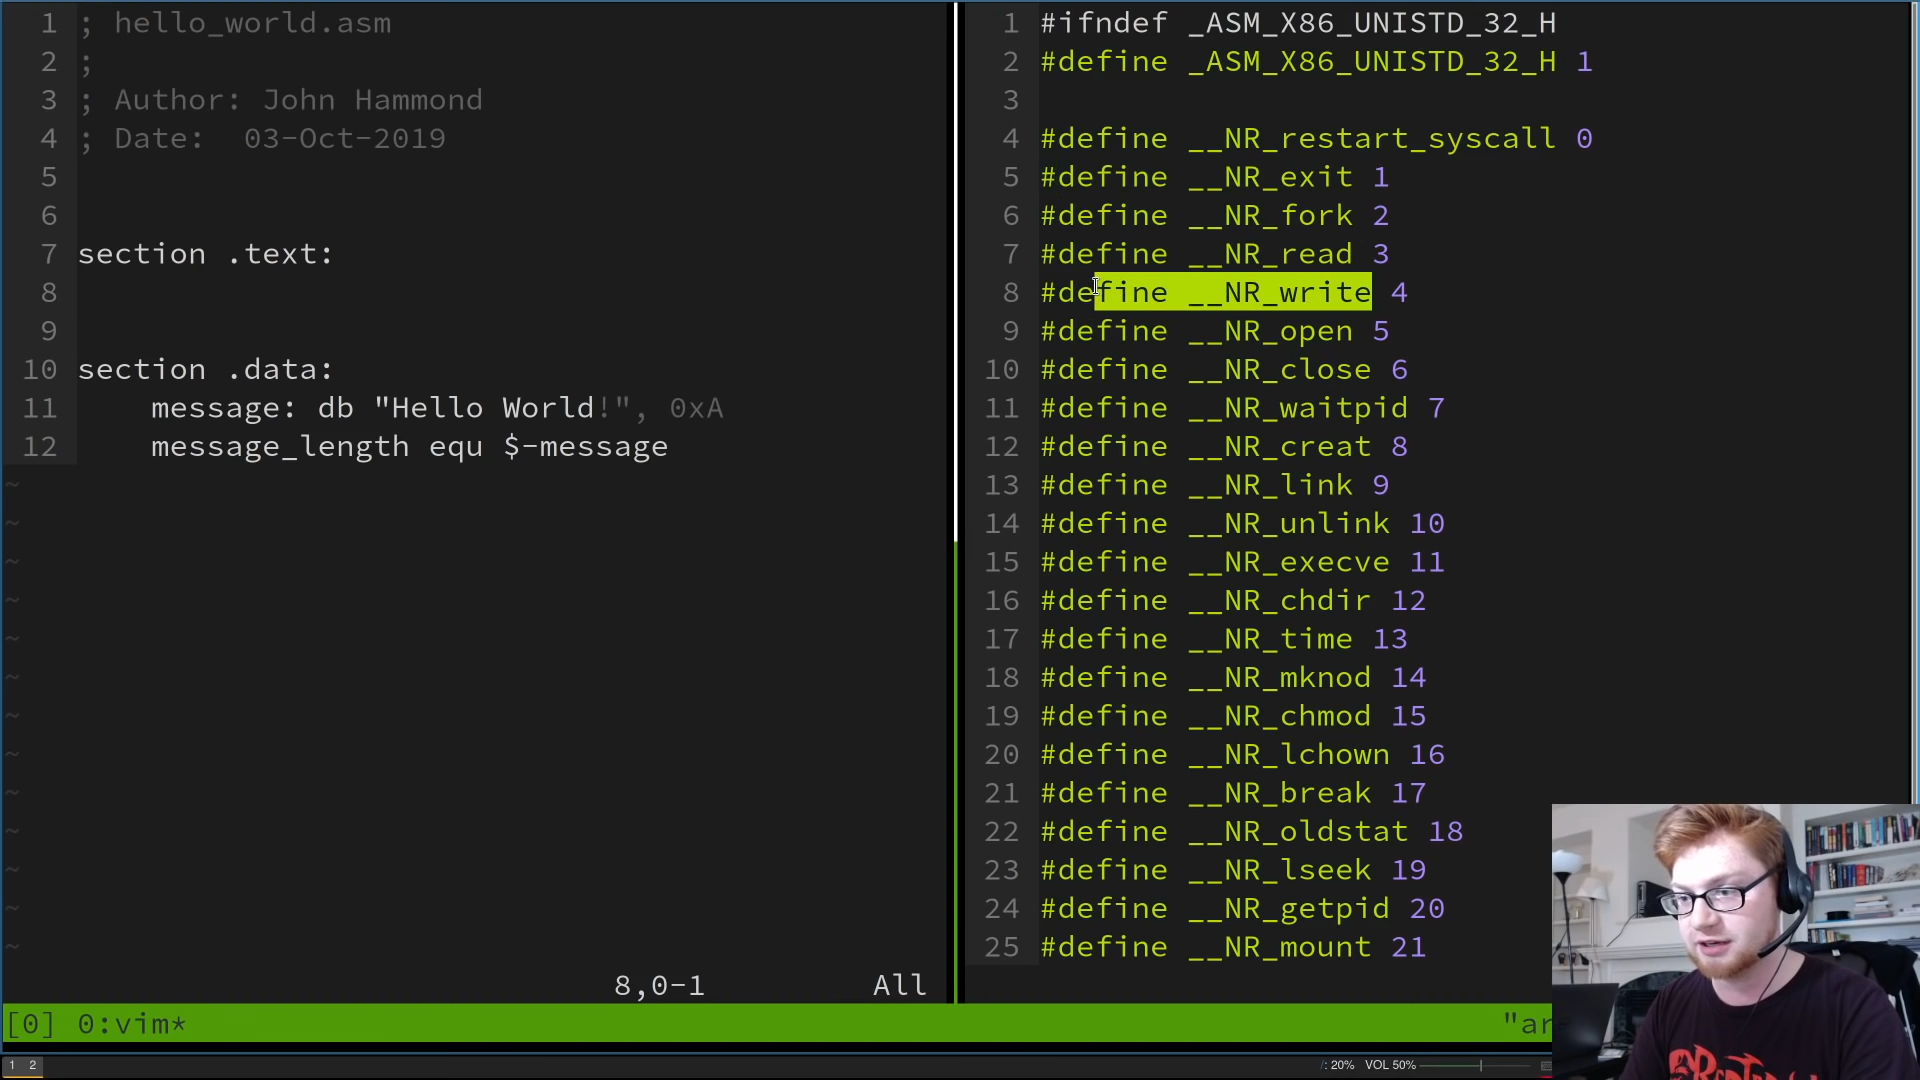 1 ; hello_world.asm
2 ;
3 ; Author: John Hammond
4 ; Date:  03-Oct-2019
5
6
7 section .text:
8
9
10 section .data:
11     message: db "Hello World!", 0xA
12     message_length equ $-message
~
~
~
~
~
~
~
~
~
~
~
~
~
8,0-1 All
1 #ifndef _ASM_X86_UNISTD_32_H
2 #define _ASM_X86_UNISTD_32_H 1
3
4 #define __NR_restart_syscall 0
5 #define __NR_exit 1
6 #define __NR_fork 2
7 #define __NR_read 3
8 #define __NR_write 4
9 #define __NR_open 5
10 #define __NR_close 6
11 #define __NR_waitpid 7
12 #define __NR_creat 8
13 #define __NR_link 9
14 #define __NR_unlink 10
15 #define __NR_execve 11
16 #define __NR_chdir 12
17 #define __NR_time 13
18 #define __NR_mknod 14
19 #define __NR_chmod 15
20 #define __NR_lchown 16
21 #define __NR_break 17
22 #define __NR_oldstat 18
23 #define __NR_lseek 19
24 #define __NR_getpid 20
25 #define __NR_mount 21
[0] 0:vim* "ar
1 2 /: 20% VOL 50%